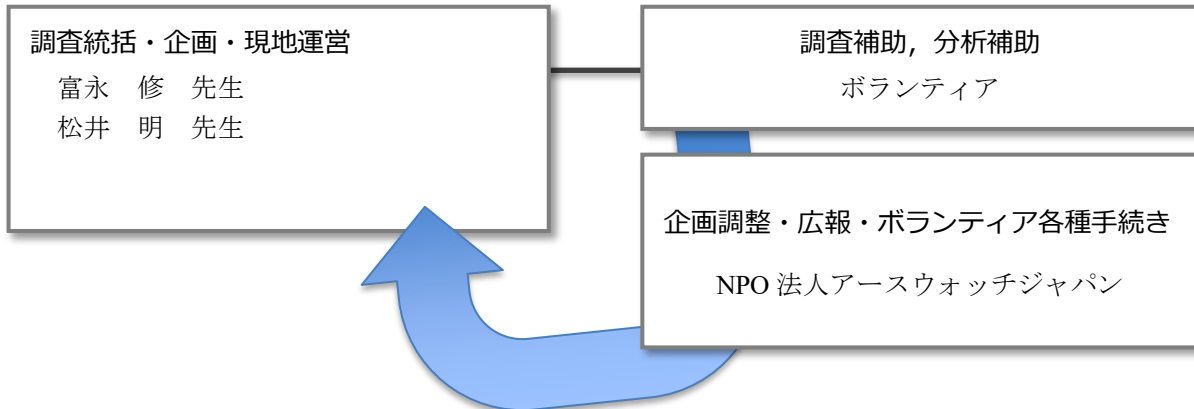 調査統括・企画・現地運営
富永　修　先生
松井　明　先生
調査補助，分析補助
ボランティア
企画調整・広報・ボランティア各種手続き
NPO 法人アースウォッチジャパン